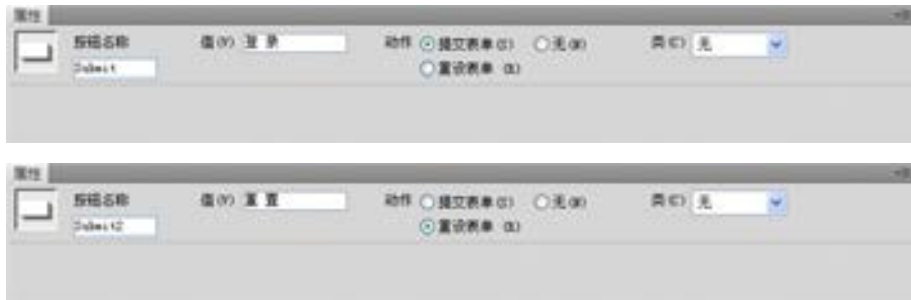 属性
按钮名称 值(V) 登 录 动作 提交表单(S) 无(N) 类(C) 无
Submit 重设表单 (R)
属性
按钮名称 值(V) 重 置 动作 提交表单(S) 无(N) 类(C) 无
Submit2 重设表单 (R)